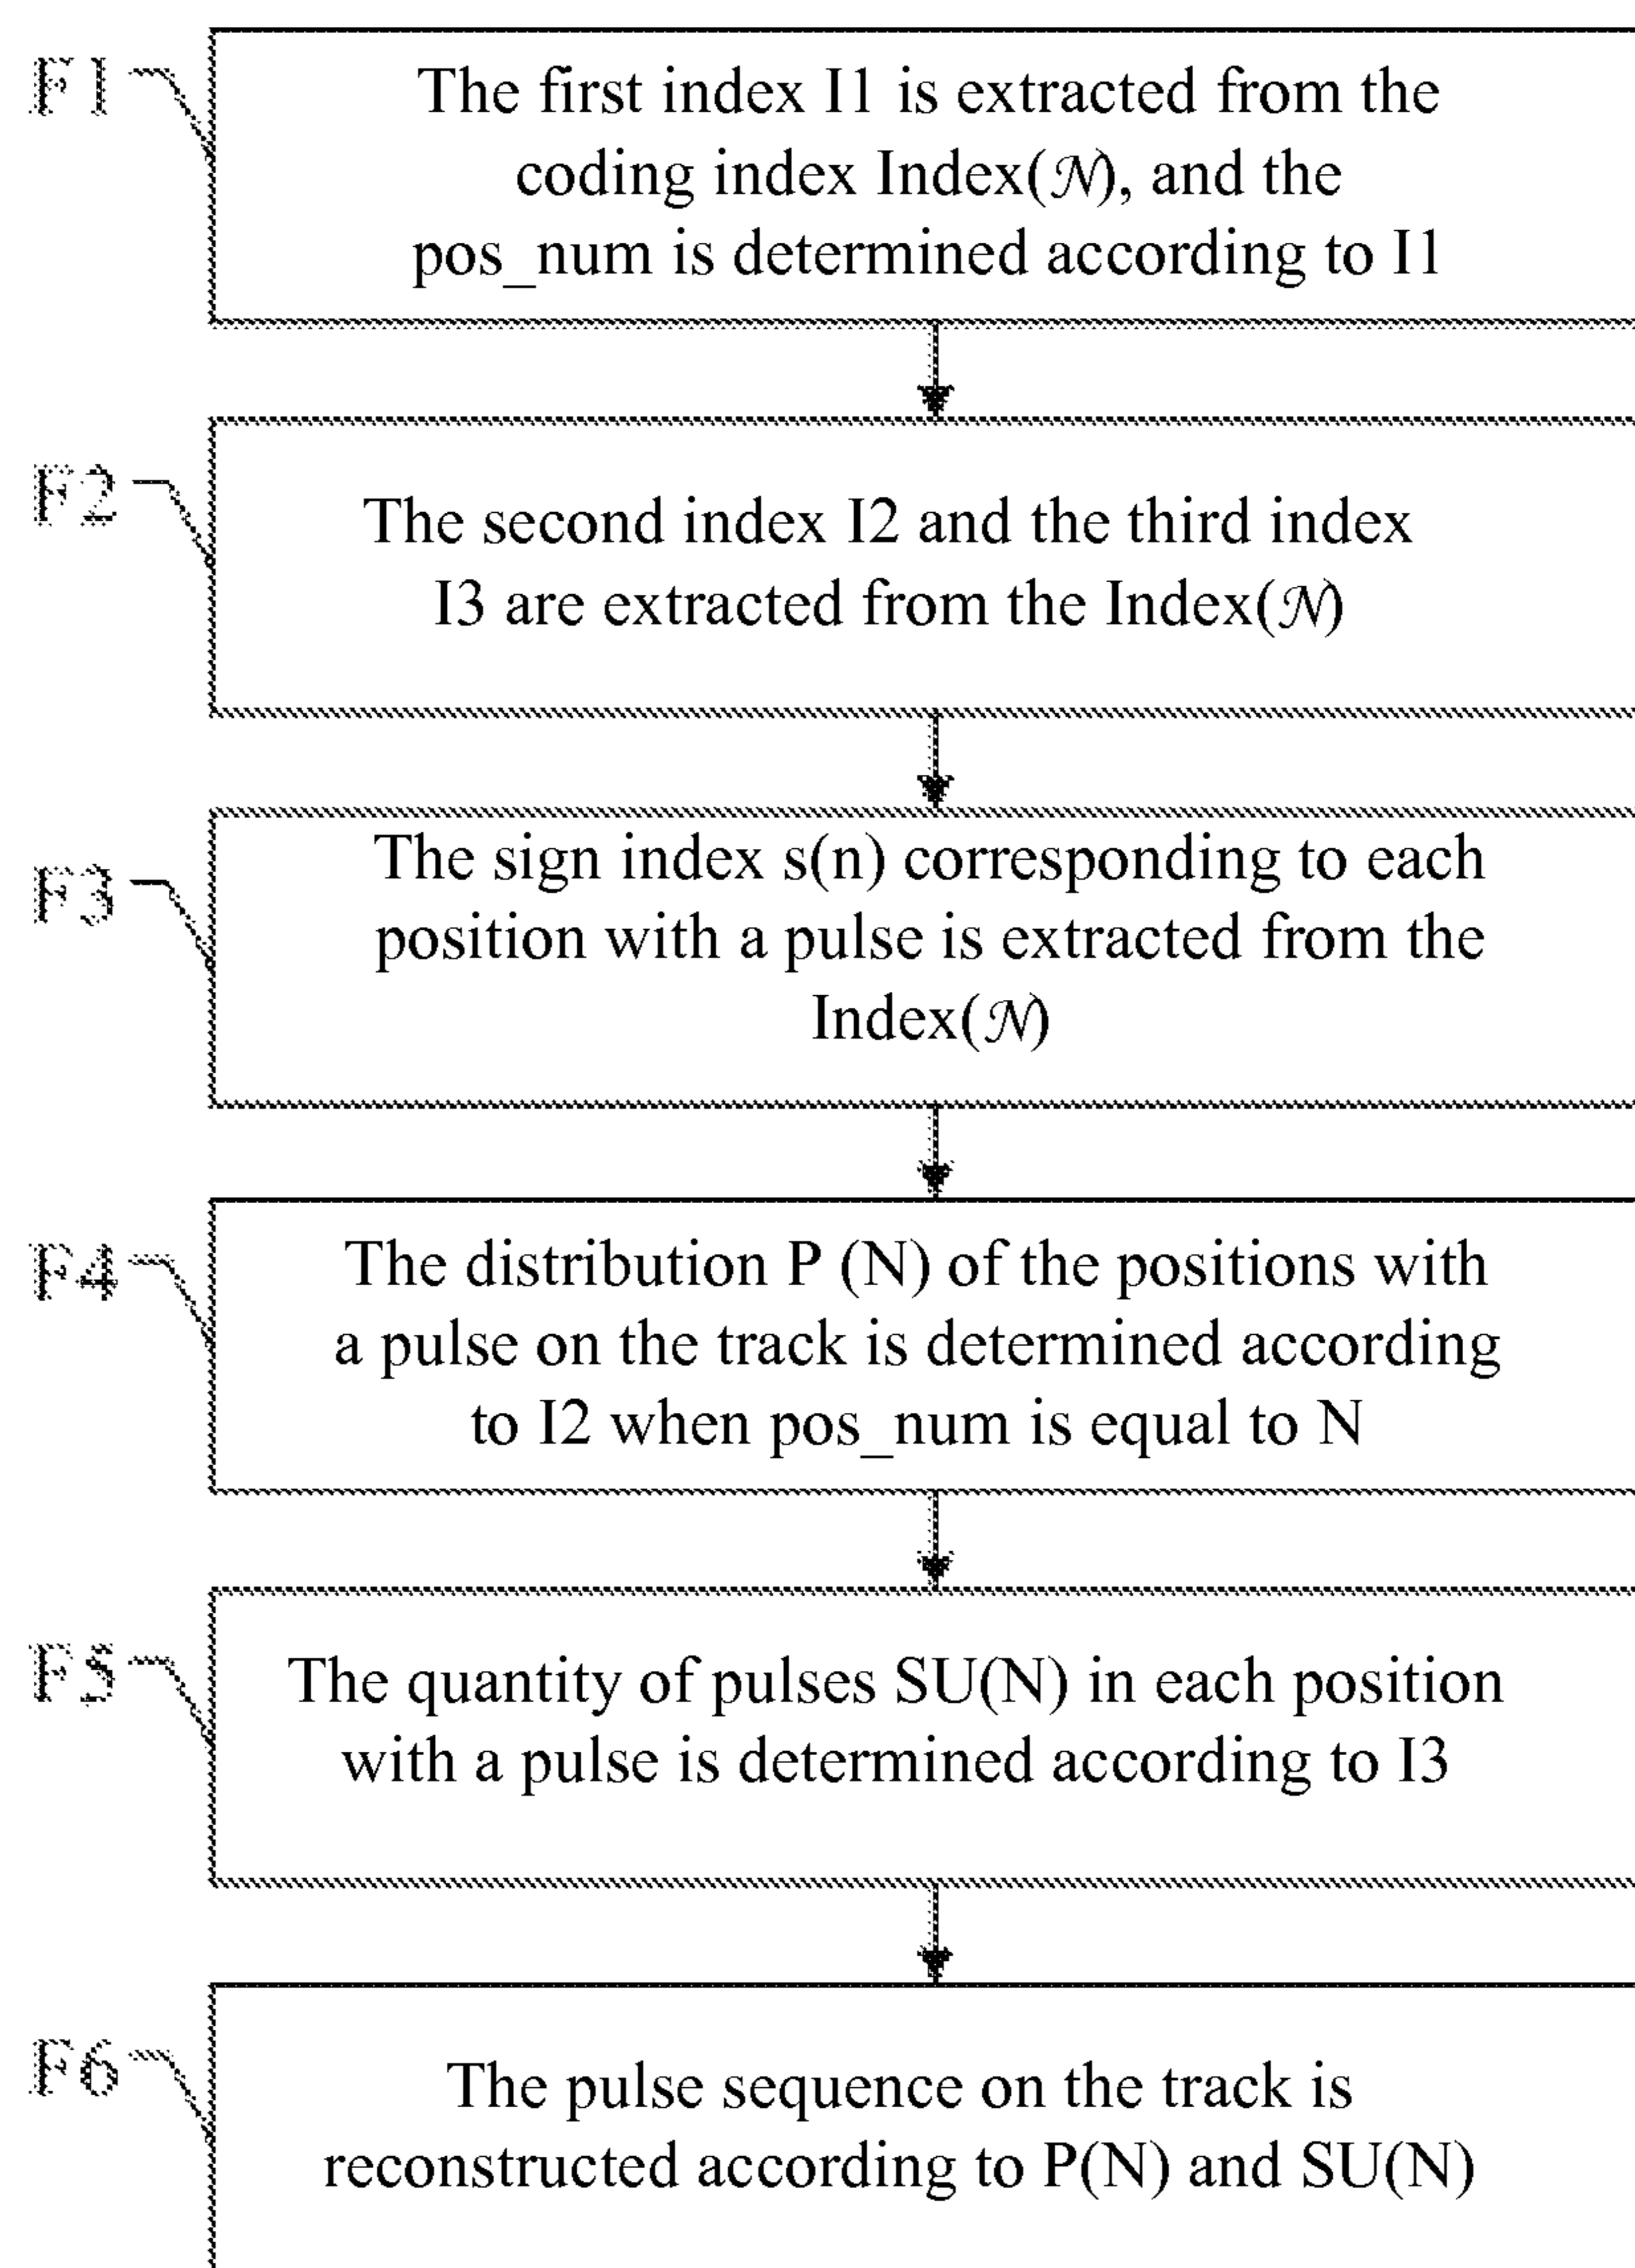 F1
The first index I1 is extracted from the
coding index Index(𝒩), and the
pos_num is determined according to I1
F2
The second index I2 and the third index
I3 are extracted from the Index(𝒩)
F3
The sign index s(n) corresponding to each
position with a pulse is extracted from the
Index(𝒩)
F4
The distribution P (N) of the positions with
a pulse on the track is determined according
to I2 when pos_num is equal to N
F5
The quantity of pulses SU(N) in each position
with a pulse is determined according to I3
F6
The pulse sequence on the track is
reconstructed according to P(N) and SU(N)